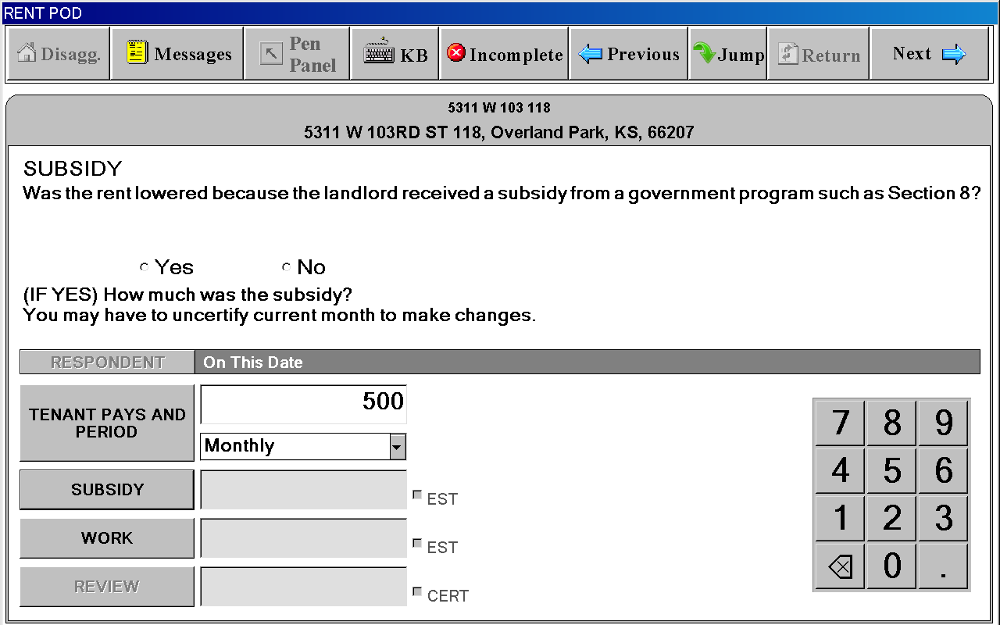 RENT POD
Disagg.
Messages
Pen
Panel
KB
Incomplete
Previous
Jump
Return
Next
5311 W 103 118
5311 W 103RD ST 118, Overland Park, KS, 66207
SUBSIDY
Was the rent lowered because the landlord received a subsidy from a government program such as Section 8?
Yes No
(IF YES) How much was the subsidy?
You may have to uncertify current month to make changes.
RESPONDENT On This Date
TENANT PAYS AND
PERIOD
500
Monthly
SUBSIDY EST
WORK EST
REVIEW CERT
7 8 9
4 5 6
1 2 3
0 .